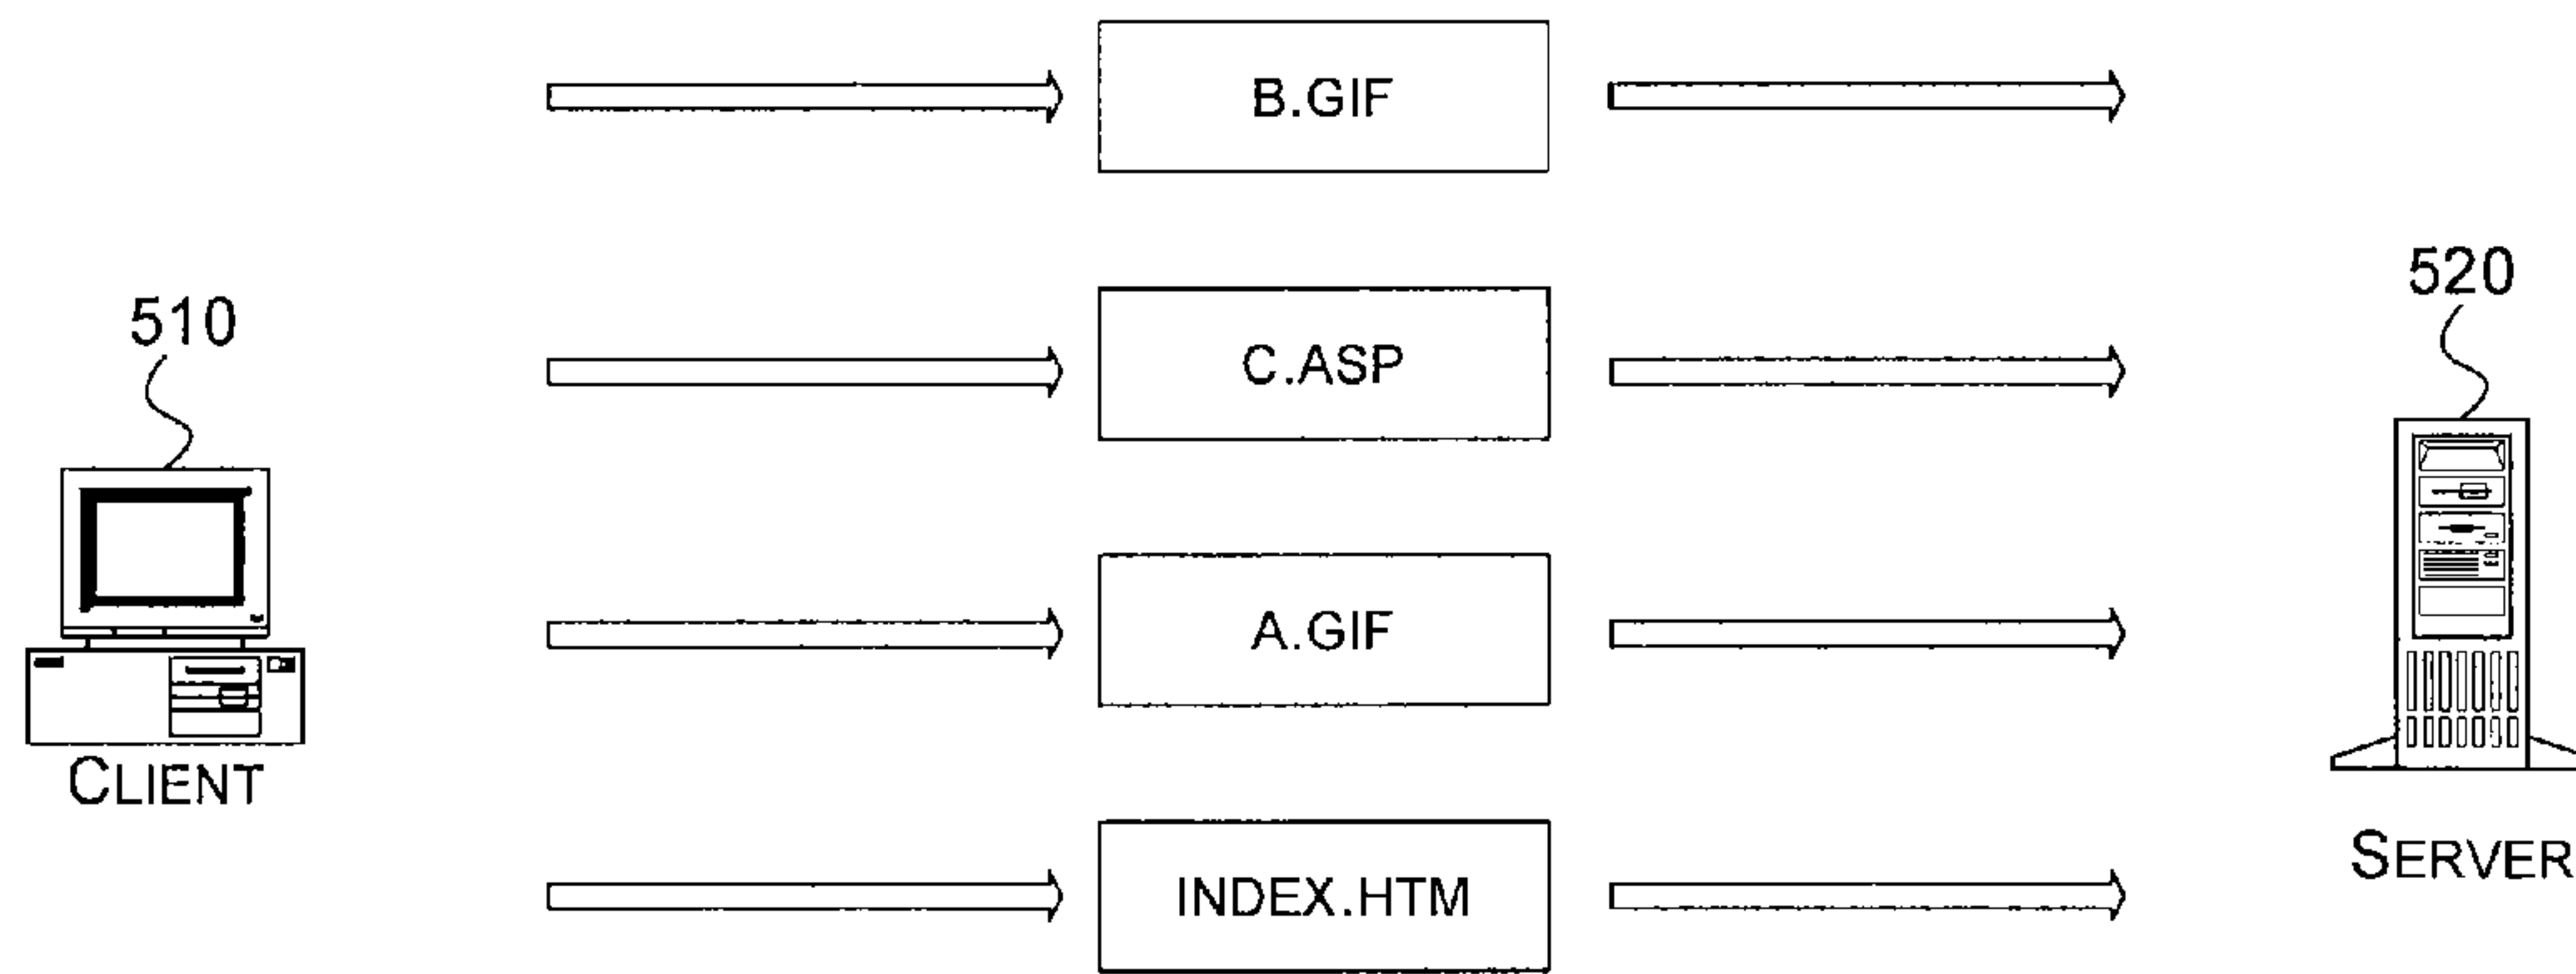 B.GIF
520
510
C.ASP
A.GIF
CLIENT
SERVER
INDEX.HTM